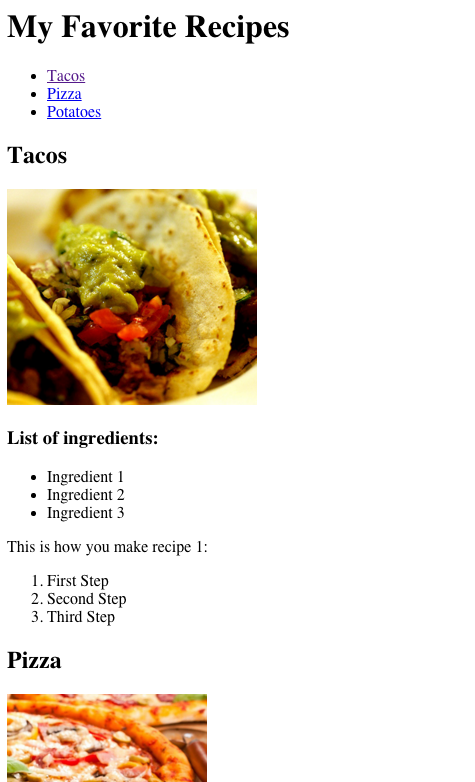 My Favorite Recipes
• Tacos
• Pizza
• Potatoes
Tacos
List of ingredients:
• Ingredient 1
• Ingredient 2
• Ingredient 3
This is how you make recipe 1:
1. First Step
2. Second Step
3. Third Step
Pizza